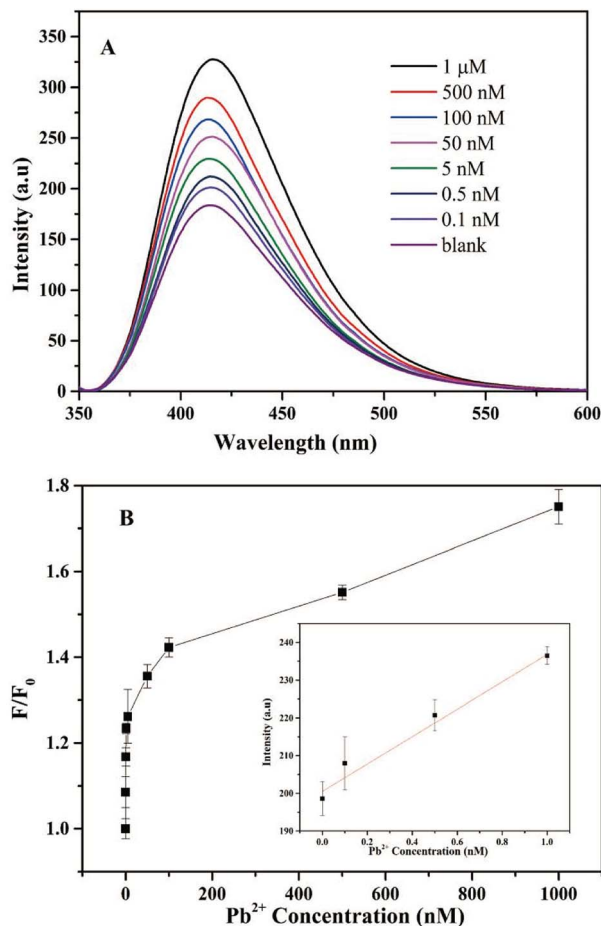 A
350
300
250
200
150
100
50
0
Intensity (a.u)
1 μM
500 nM
100 nM
50 nM
5 nM
0.5 nM
0.1 nM
blank
350 400 450 500 550 600
Wavelength (nm)
B
1.8
1.6
1.4
1.2
1.0
F/F₀
240
230
220
210
200
190
Intensity (a.u)
0.0 0.2 0.4 0.6 0.8 1.0
Pb²⁺ Concentration (nM)
0 200 400 600 800 1000
Pb²⁺ Concentration (nM)